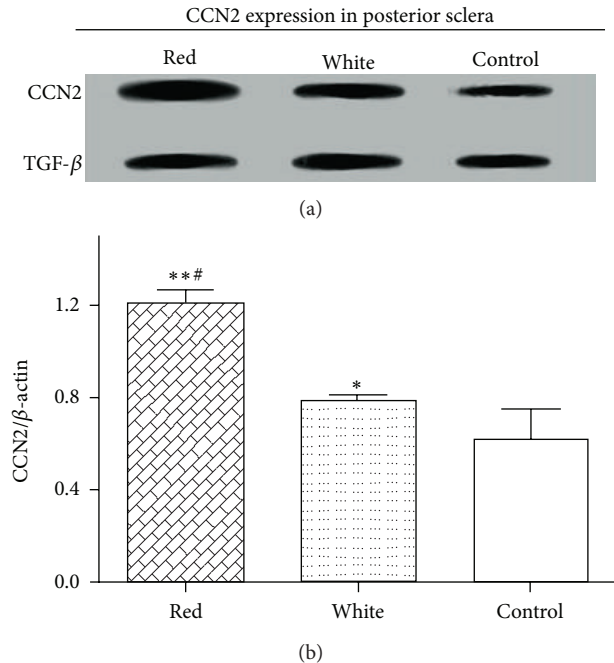 CCN2 expression in posterior sclera
Red White Control
CCN2
TGF-β
(a)
CCN2/β-actin
1.2
0.8
0.4
0.0
**#
*
Red White Control
(b)